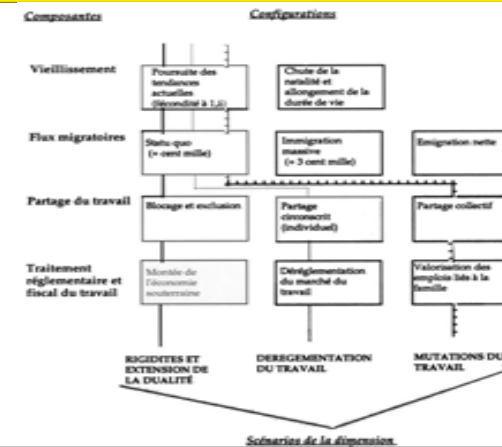 Composantes
Configurations
Vieillissement
Poursuite des
tendances
actuelles
(fécondité à 1,8)
Chute de la
natalité et
allongement de la
durée de vie
Flux migratoires
Statu quo
(= cent mille)
Immigration
massive
(= 3 cent mille)
Emigration nette
Partage du travail
Blocage et exclusion
Partage
circonscrit
(individuel)
Partage collectif
Traitement
réglementaire et
fiscal du travail
Montée de
l'économie
souterraine
Déréglementation
du marché du
travail
Valorisation des
emplois liés à la
famille
RIGIDITES ET
EXTENSION DE
LA DUALITÉ
DEREGEMENTATION
DU TRAVAIL
MUTATIONS DU
TRAVAIL
Scénarios de la dimension